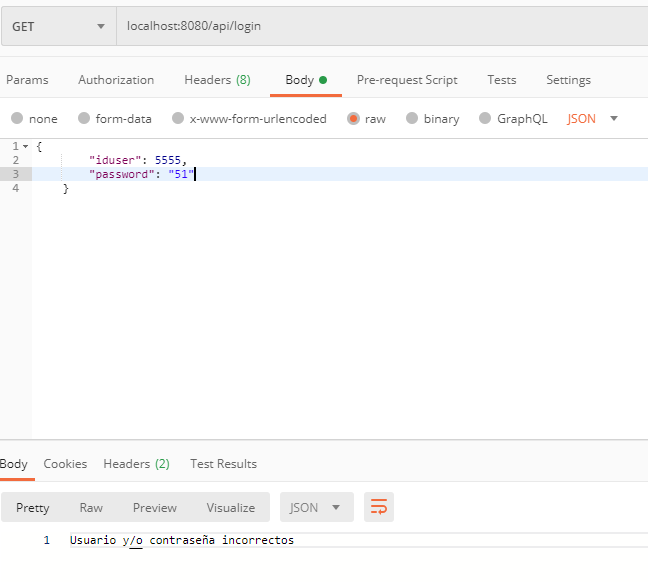 GET localhost:8080/api/login
Params Authorization Headers (8) Body Pre-request Script Tests Settings
none form-data x-www-form-urlencoded raw binary GraphQL JSON
1 {
2 "iduser": 5555,
3 "password": "51"
4 }
Body Cookies Headers (2) Test Results
Pretty Raw Preview Visualize JSON
1 Usuario y/o contraseña incorrectos